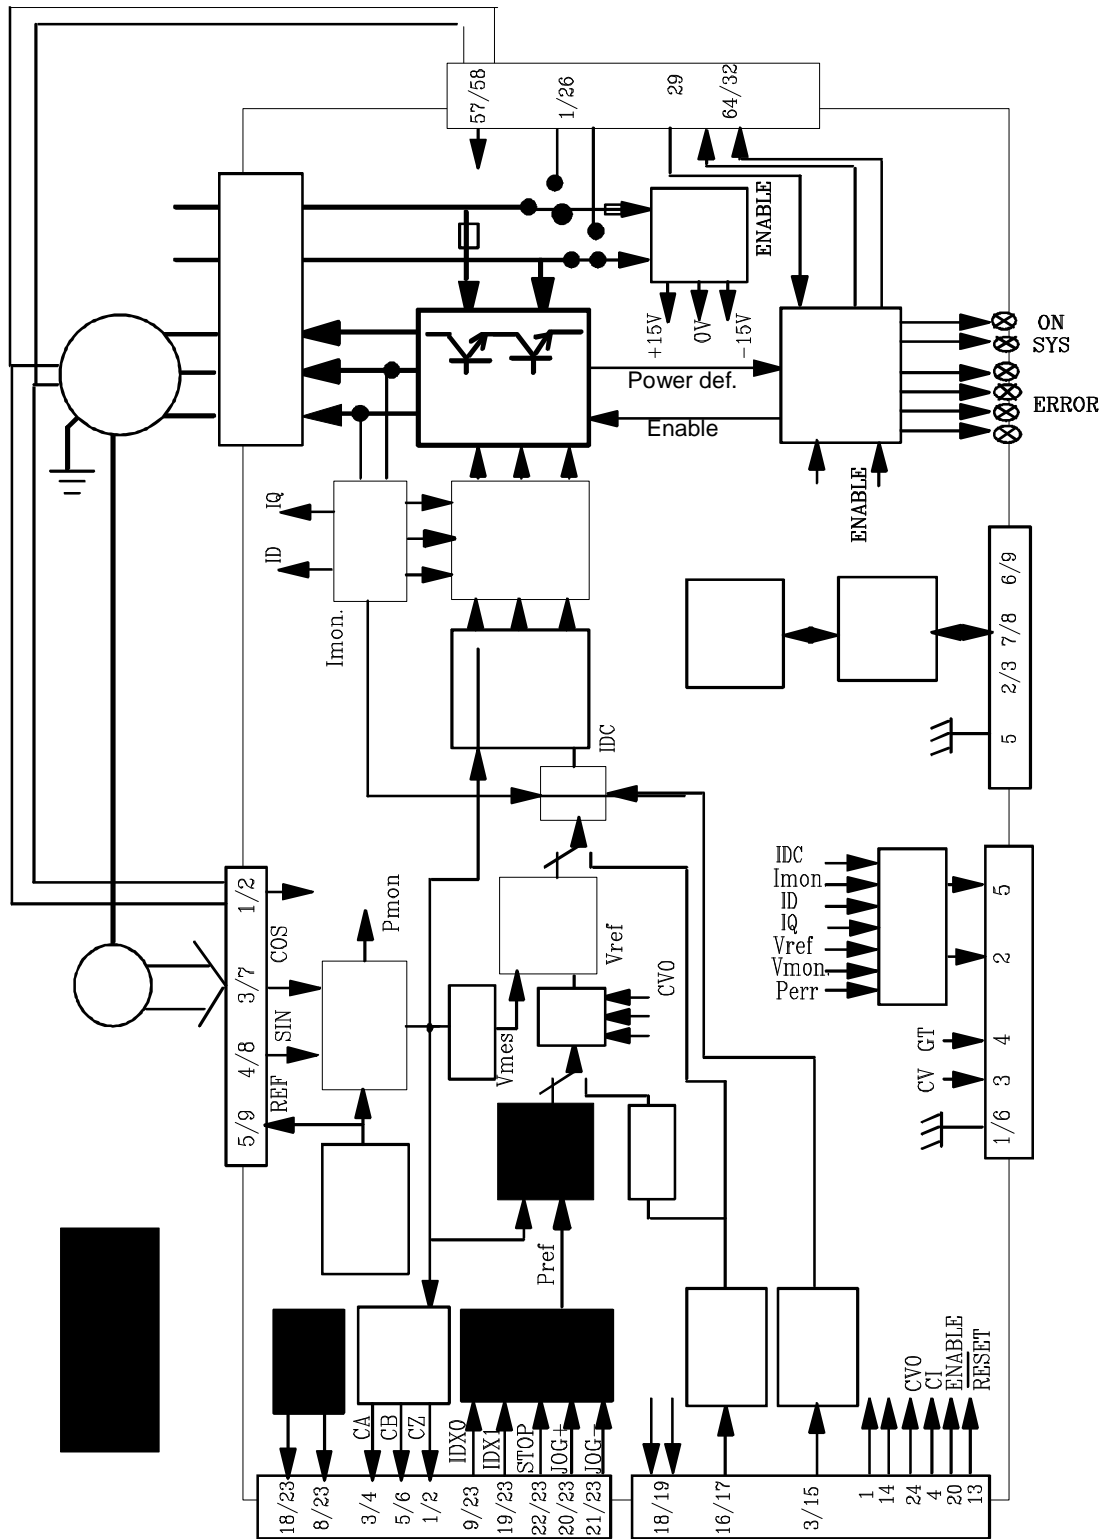 57/58
1/26
29
64/32
ENABLE
+15V
0V
-15V
ON
SYS
ERROR
Power def.
Enable
ENABLE
IQ
ID
Imon.
6/9
7/8
2/3
5
IDC
IDC
Imon
ID
IQ
Vref
Vmon.
Perr
5
2
GT
4
CV
3
1/6
1/2
COS
3/7
SIN
4/8
REF
5/9
Pmon
Vref
CV0
Vmes
Pref
18/23
8/23
CA
3/4
CB
5/6
CZ
1/2
IDX0
9/23
IDX1
19/23
STOP
22/23
JOG+
20/23
JOG-
21/23
18/19
16/17
3/15
1
14
CV0
24
CI
4
ENABLE
20
RESET
13